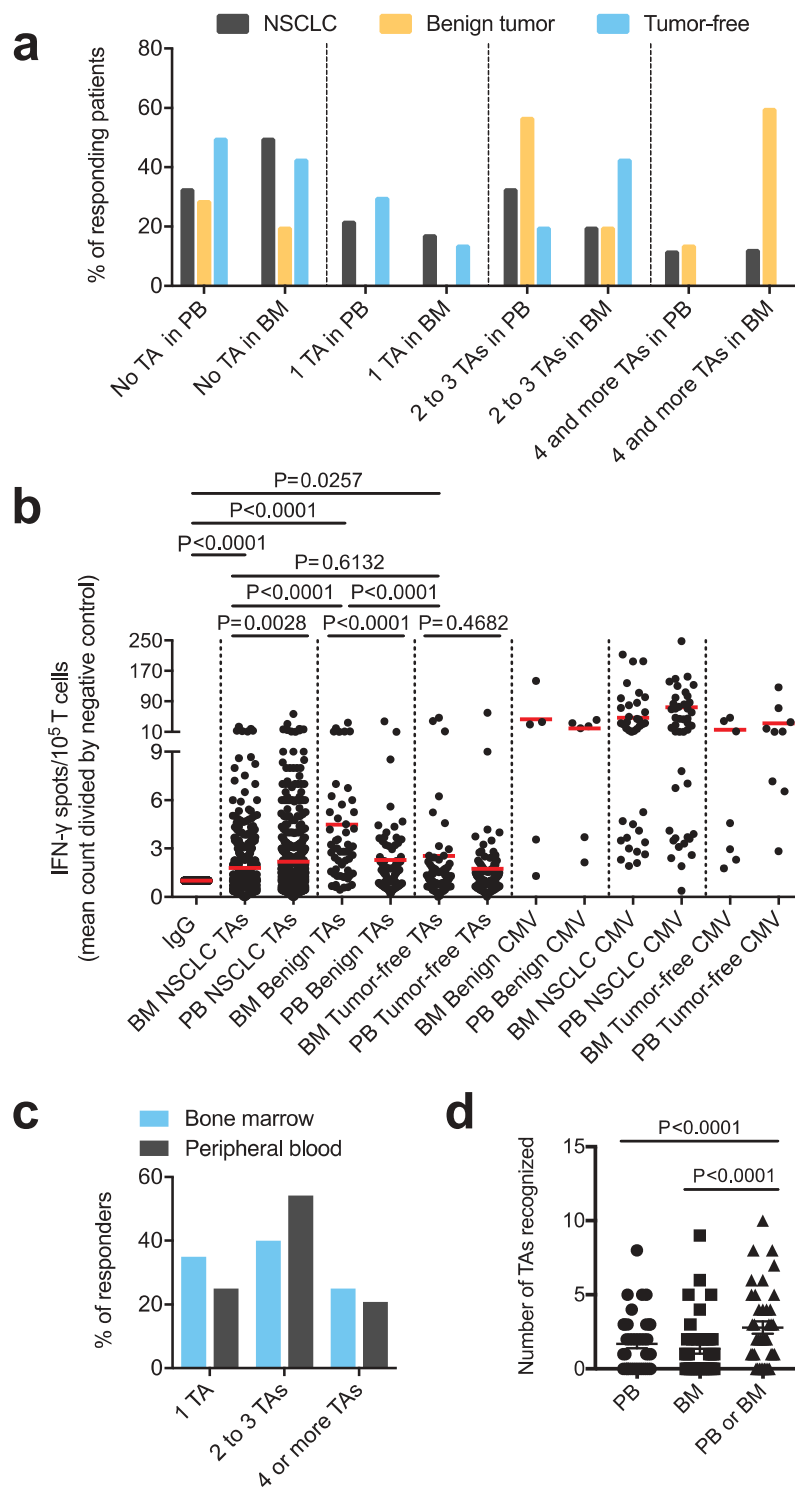 a
NSCLC Benign tumor Tumor-free
% of responding patients
80
60
40
20
0
No TA in PB
No TA in BM
1 TA in PB
1 TA in BM
2 to 3 TAs in PB
2 to 3 TAs in BM
4 and more TAs in PB
4 and more TAs in BM
b
P=0.0257
P<0.0001
P<0.0001
P=0.6132
P<0.0001 P<0.0001
P=0.0028 P<0.0001 P=0.4682
IFN-γ spots/10⁵ T cells
(mean count divided by negative control)
250
170
90
10
9
6
3
0
IgG
BM NSCLC TAs
PB NSCLC TAs
BM Benign TAs
PB Benign TAs
BM Tumor-free TAs
PB Tumor-free TAs
BM Benign CMV
PB Benign CMV
BM NSCLC CMV
PB NSCLC CMV
BM Tumor-free CMV
PB Tumor-free CMV
c
Bone marrow
Peripheral blood
% of responders
60
40
20
0
1 TA
2 to 3 TAs
4 or more TAs
d
P<0.0001
P<0.0001
Number of TAs recognized
15
10
5
0
PB
BM
PB or BM